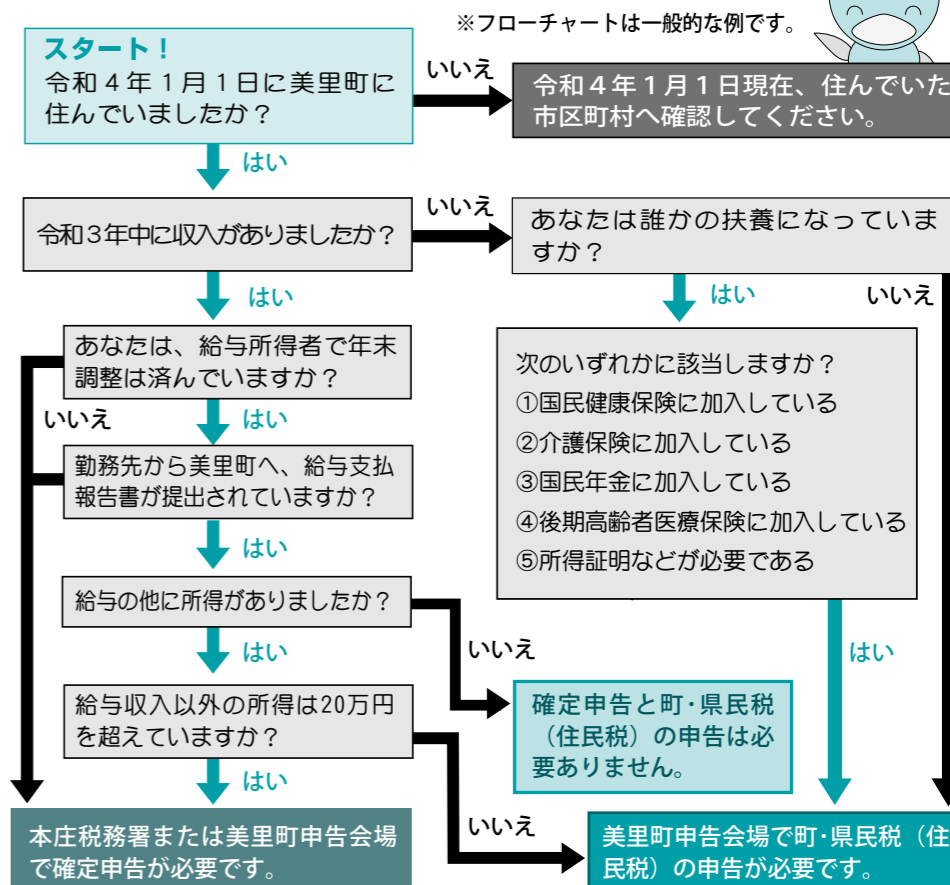 ※フローチャートは一般的な例です。
スタート！
令和４年１月１日に美里町に
住んでいましたか？
いいえ
令和４年１月１日現在、住んでいた
市区町村へ確認してください。
はい
令和３年中に収入がありましたか？
いいえ
あなたは誰かの扶養になっていま
すか？
はい
はい
いいえ
あなたは、給与所得者で年末
調整は済んでいますか？
次のいずれかに該当しますか？
①国民健康保険に加入している
②介護保険に加入している
③国民年金に加入している
④後期高齢者医療保険に加入している
⑤所得証明などが必要である
いいえ
はい
勤務先から美里町へ、給与支払
報告書が提出されていますか？
はい
給与の他に所得がありましたか？
はい
いいえ
はい
給与収入以外の所得は20万円
を超えていますか？
確定申告と町・県民税
（住民税）の申告は必
要ありません。
はい
いいえ
本庄税務署または美里町申告会場
で確定申告が必要です。
美里町申告会場で町・県民税（住
民税）の申告が必要です。